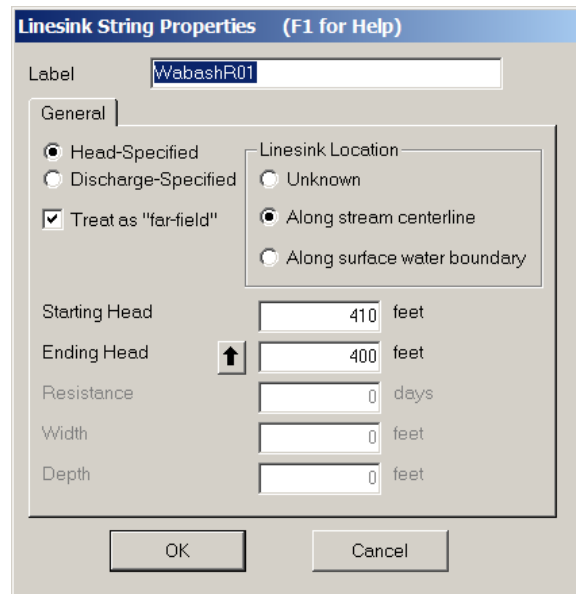 Linesink String Properties (F1 for Help)
Label WabashR01
General
Head-Specified
Discharge-Specified
Treat as "far-field"
Linesink Location
Unknown
Along stream centerline
Along surface water boundary
Starting Head 410 feet
Ending Head 400 feet
Resistance 0 days
Width 0 feet
Depth 0 feet
OK Cancel